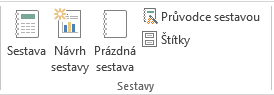 Sestava
Návrh
sestavy
Prázdná
sestava
Průvodce sestavou
Štítky
Sestavy